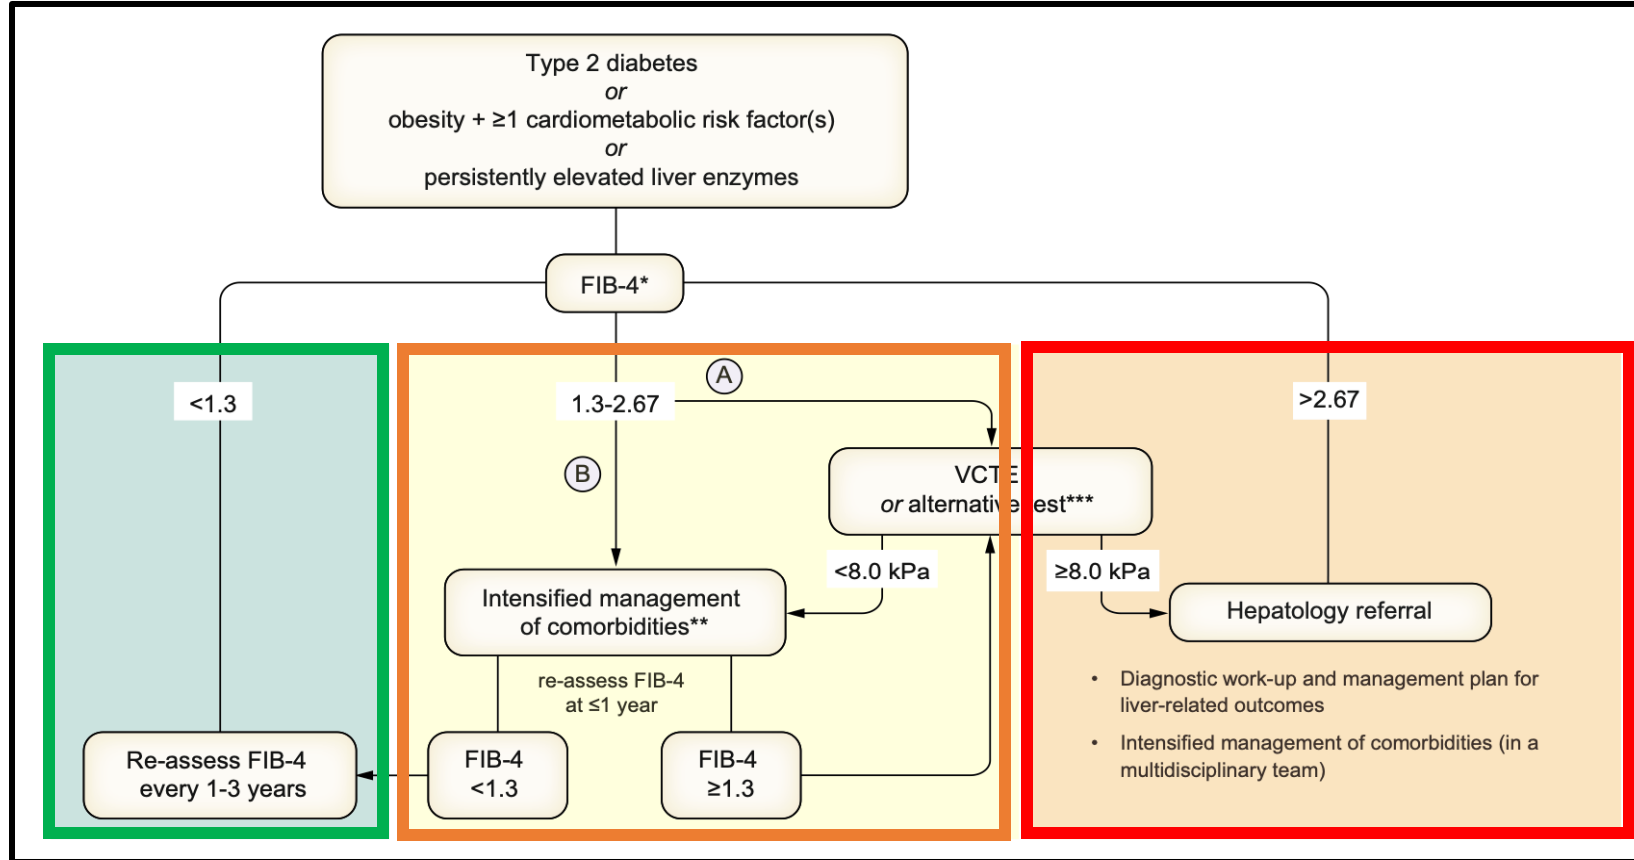 Type 2 diabetes
or
obesity + ≥1 cardiometabolic risk factor(s)
or
persistently elevated liver enzymes
FIB-4*
<1.3
1.3-2.67
A
>2.67
B
VCTE
or alternative test***
<8.0 kPa
≥8.0 kPa
Intensified management
of comorbidities**
Hepatology referral
re-assess FIB-4
at ≤1 year
• Diagnostic work-up and management plan for
liver-related outcomes
• Intensified management of comorbidities (in a
multidisciplinary team)
Re-assess FIB-4
every 1-3 years
FIB-4
<1.3
FIB-4
≥1.3